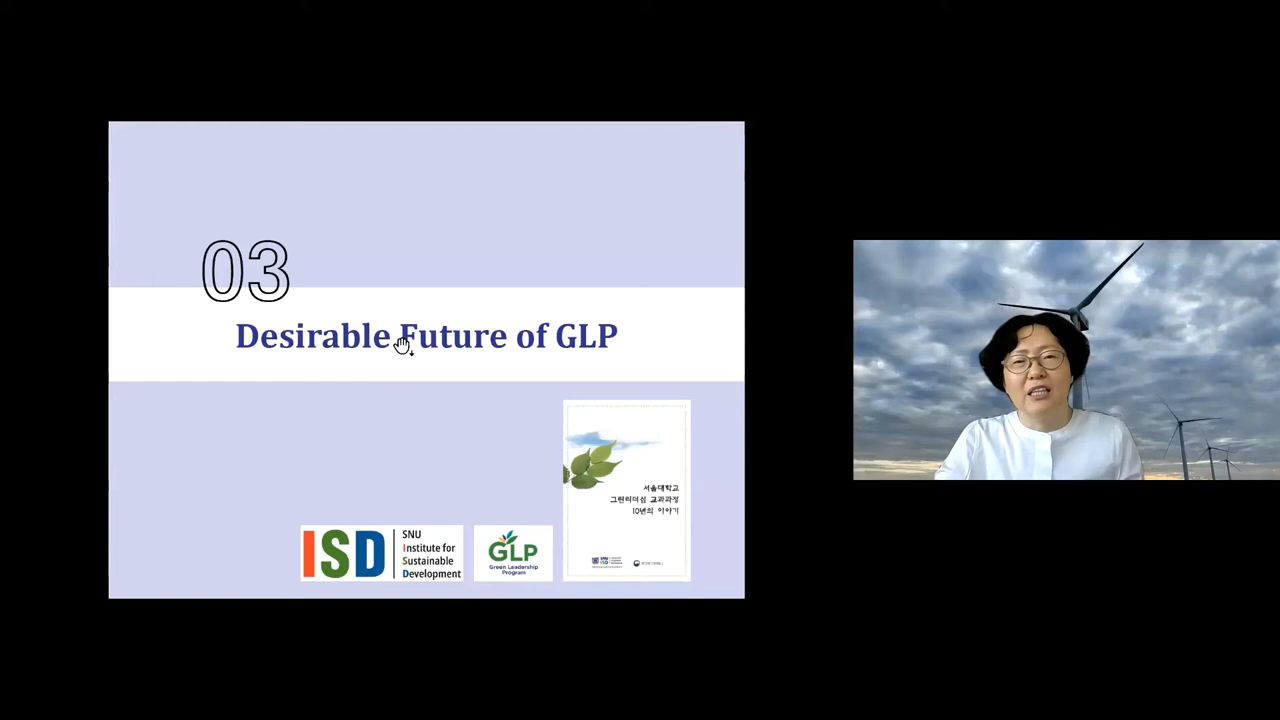 03
Desirable Future of GLP
ISD
SNU
Institute for
Sustainable
Development
GLP
Green Leadership
Program
서울대학교
그린리더십 교과과정
10년의 이야기